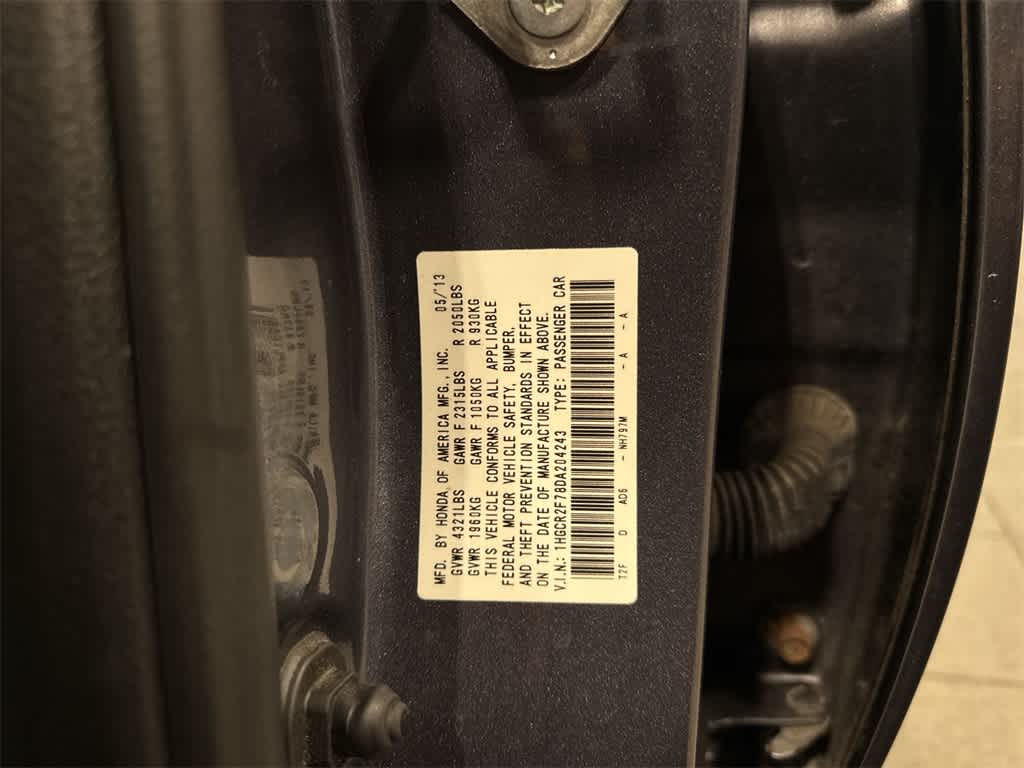 MFD. BY HONDA OF AMERICA MFG., INC. 05/'13
GVWR 4321LBS GAWR F 2315LBS R 2050LBS
GVWR 1960KG GAWR F 1050KG R 930KG
THIS VEHICLE CONFORMS TO ALL APPLICABLE
FEDERAL MOTOR VEHICLE SAFETY, BUMPER,
AND THEFT PREVENTION STANDARDS IN EFFECT
ON THE DATE OF MANUFACTURE SHOWN ABOVE.
V.I.N.: 1HGCR2F78DA204243 TYPE: PASSENGER CAR
T2F D AD5 - NH797M - A - A